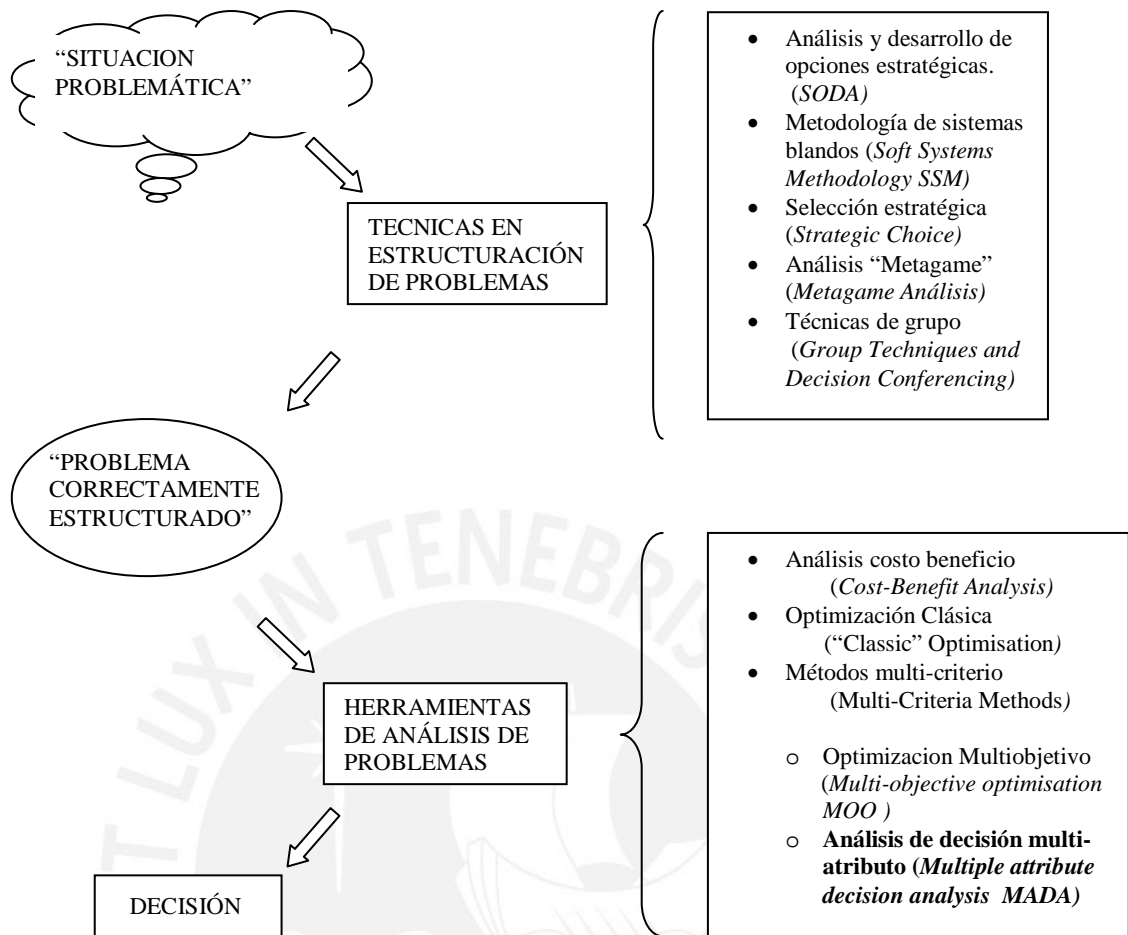 “SITUACION
PROBLEMÁTICA”
TECNICAS EN
ESTRUCTURACIÓN
DE PROBLEMAS
• Análisis y desarrollo de
opciones estratégicas.
(SODA)
• Metodología de sistemas
blandos (Soft Systems
Methodology SSM)
• Selección estratégica
(Strategic Choice)
• Análisis “Metagame”
(Metagame Análisis)
• Técnicas de grupo
(Group Techniques and
Decision Conferencing)
“PROBLEMA
CORRECTAMENTE
ESTRUCTURADO”
HERRAMIENTAS
DE ANÁLISIS DE
PROBLEMAS
• Análisis costo beneficio
(Cost-Benefit Analysis)
• Optimización Clásica
(“Classic” Optimisation)
• Métodos multi-criterio
(Multi-Criteria Methods)
o Optimizacion Multiobjetivo
(Multi-objective optimisation
MOO )
o Análisis de decisión multi-
atributo (Multiple attribute
decision analysis MADA)
DECISIÓN
T LUX IN TENEBRIS